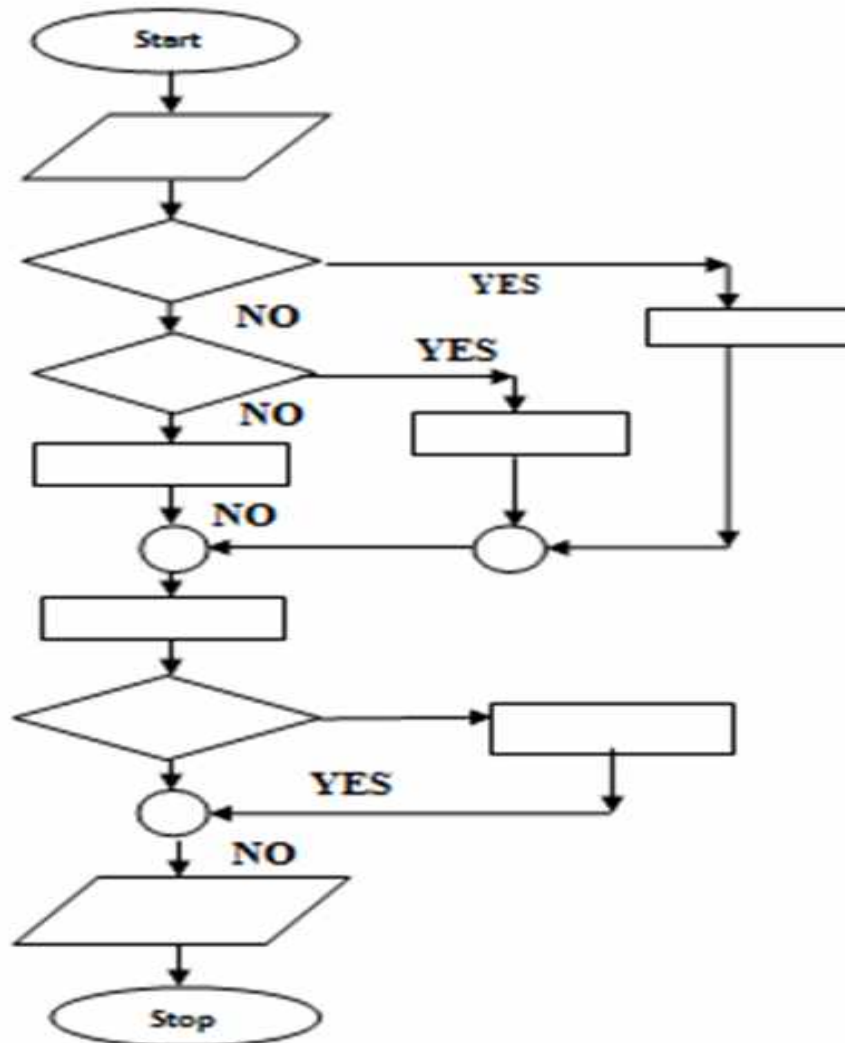 Start
YES
NO
YES
NO
NO
YES
NO
Stop